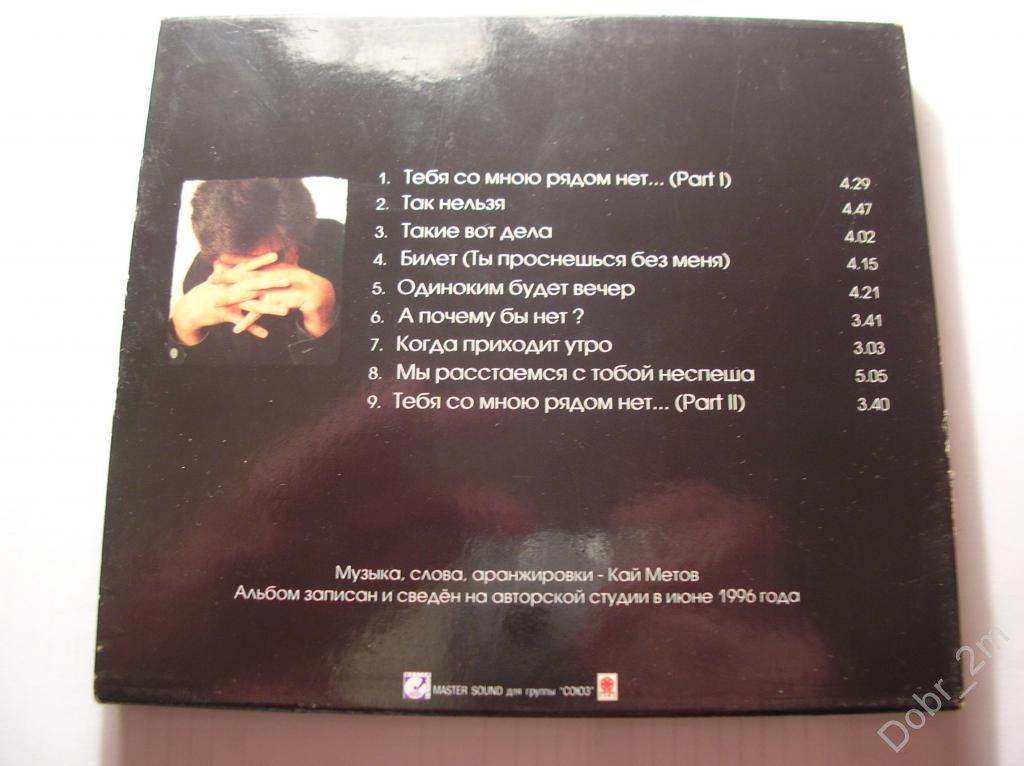 1. Тебя со мною рядом нет... (Part I) 4.29
2. Так нельзя 4.47
3. Такие вот дела 4.02
4. Билет (Ты проснешься без меня) 4.15
5. Одиноким будет вечер 4.21
6. А почему бы нет ? 3.41
7. Когда приходит утро 3.03
8. Мы расстаемся с тобой неспеша 5.05
9. Тебя со мною рядом нет... (Part II) 3.40
Музыка, слова, аранжировки - Кай Метов
Альбом записан и сведён на авторской студии в июне 1996 года
MASTER SOUND для группы "СОЮЗ"
Dobr_2m